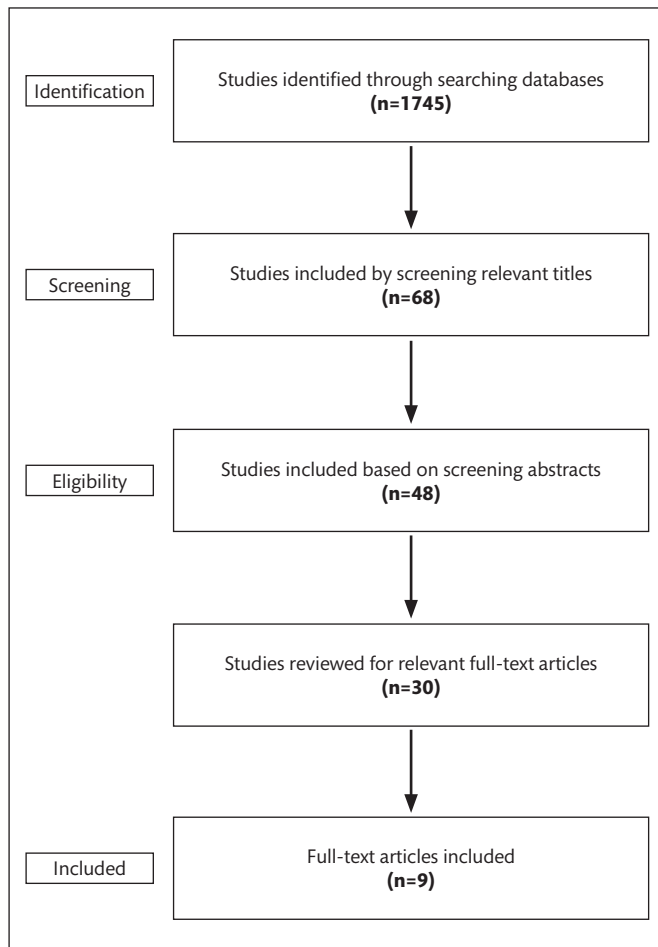 Identification
Studies identified through searching databases
(n=1745)
Screening
Studies included by screening relevant titles
(n=68)
Eligibility
Studies included based on screening abstracts
(n=48)
Studies reviewed for relevant full-text articles
(n=30)
Included
Full-text articles included
(n=9)